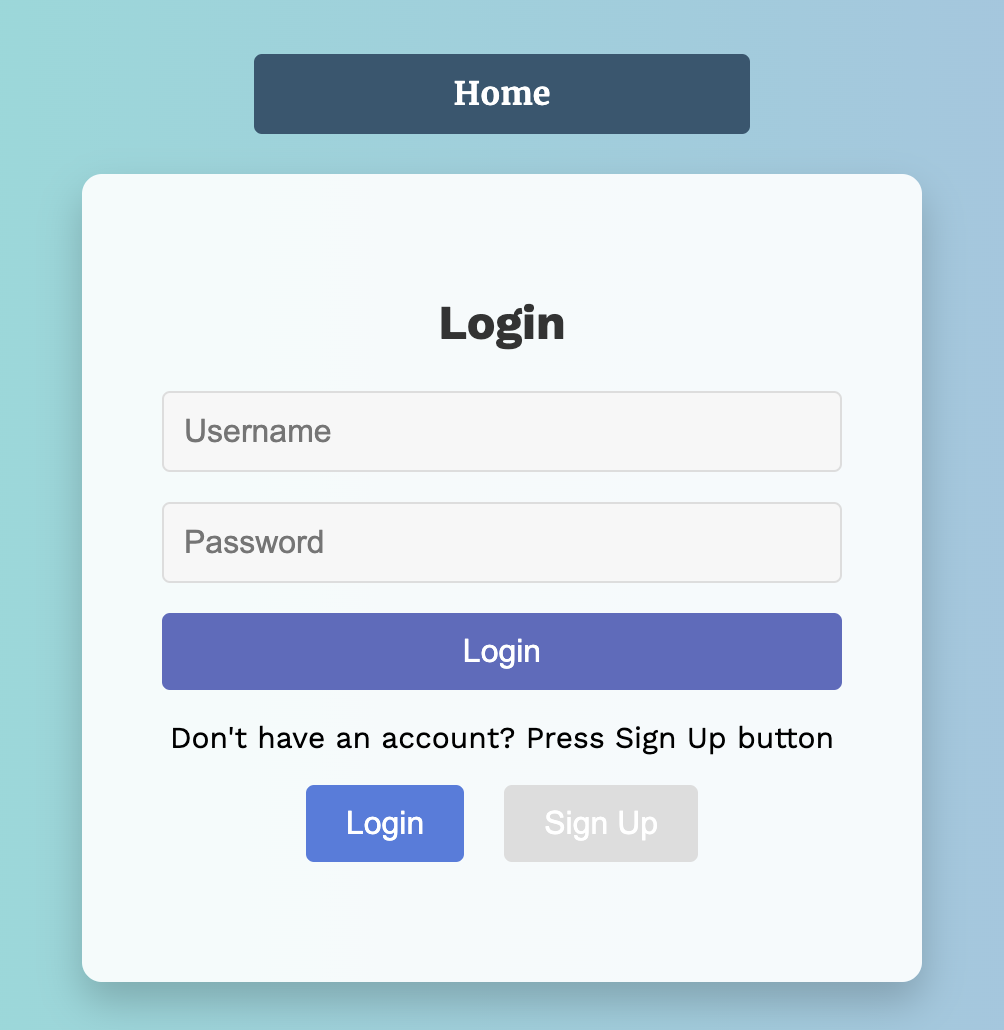 Home
Login
Username
Password
Login
Don't have an account? Press Sign Up button
Login Sign Up